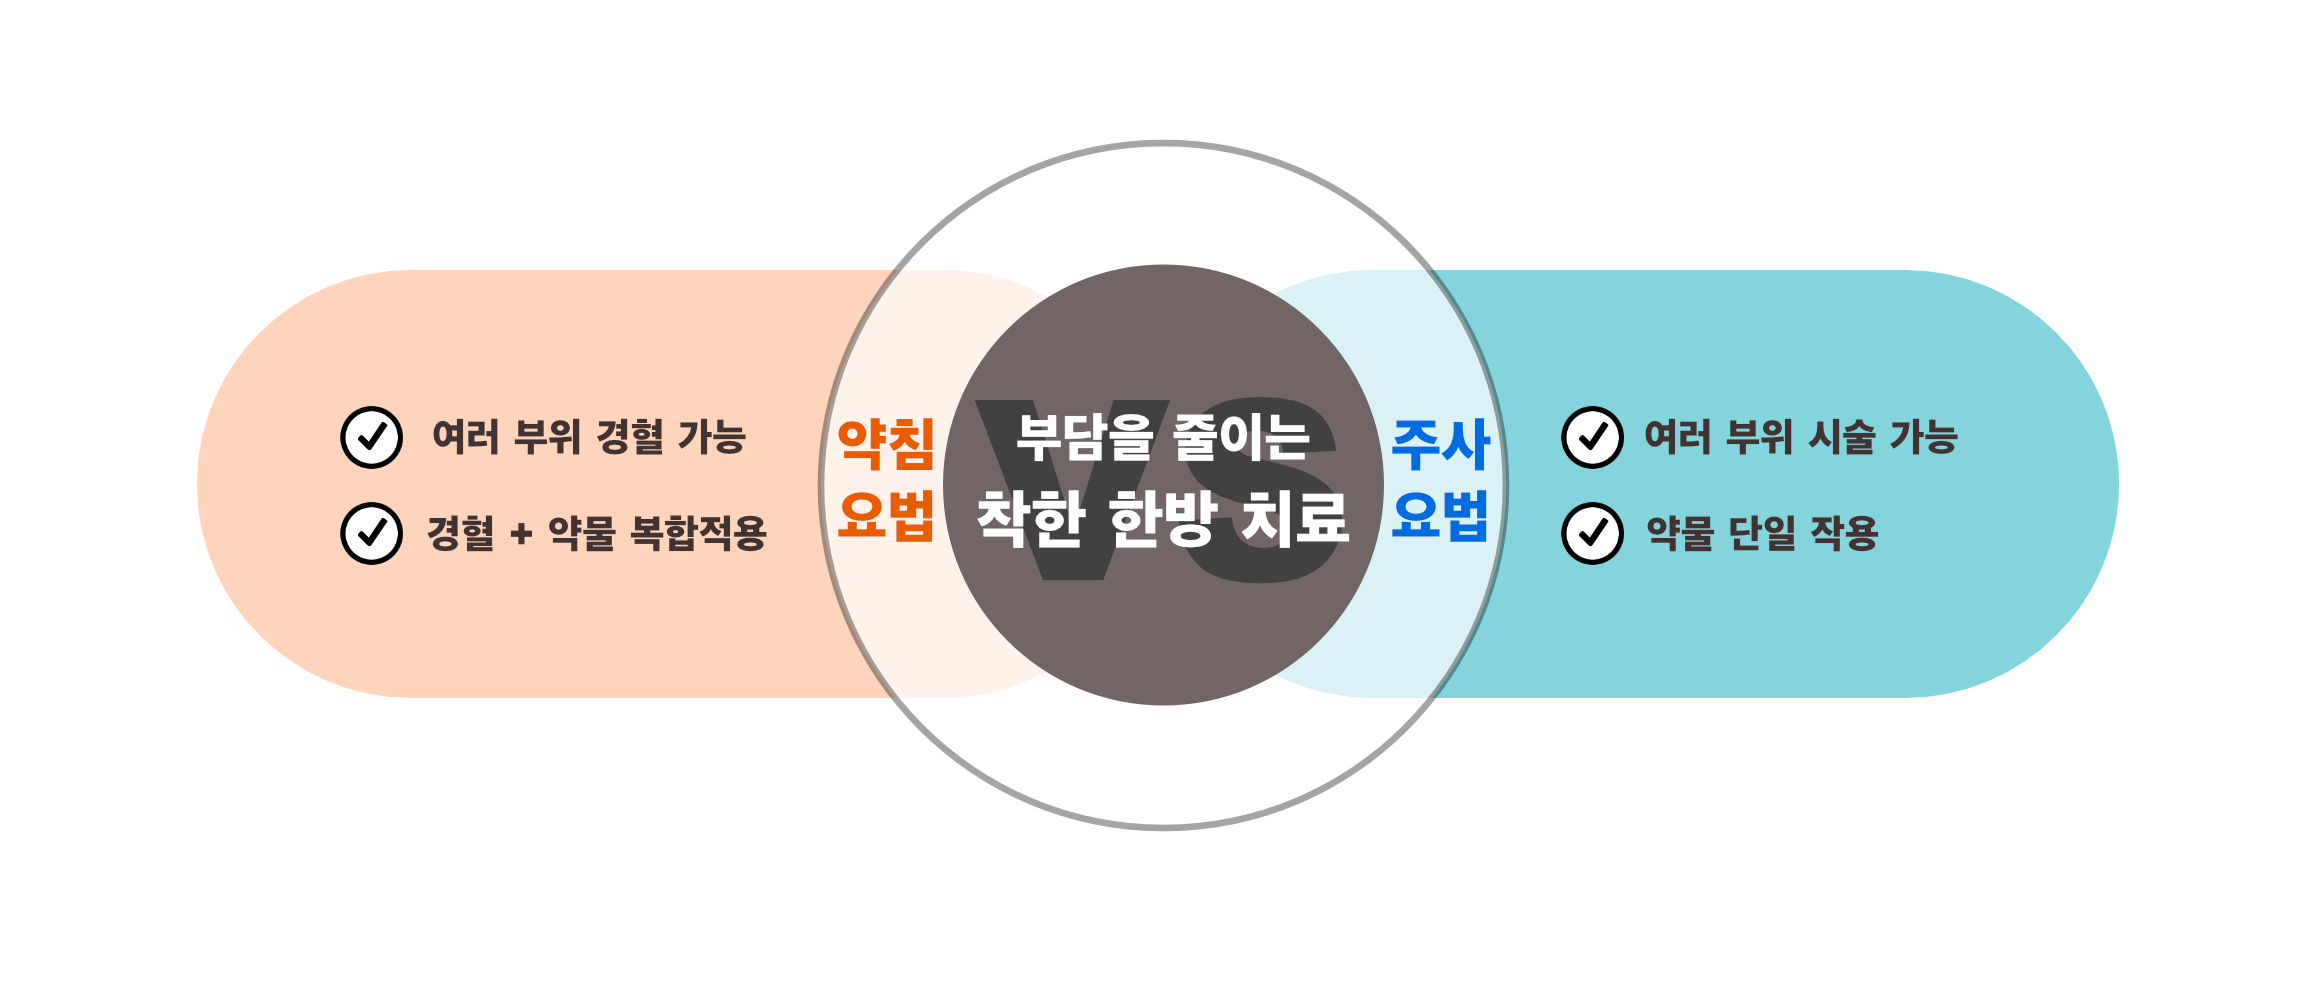 여러 부위 경혈 가능
경혈 + 약물 복합적용
약침
요법
VS
부담을 줄이는
착한 한방 치료
주사
요법
여러 부위 시술 가능
약물 단일 작용